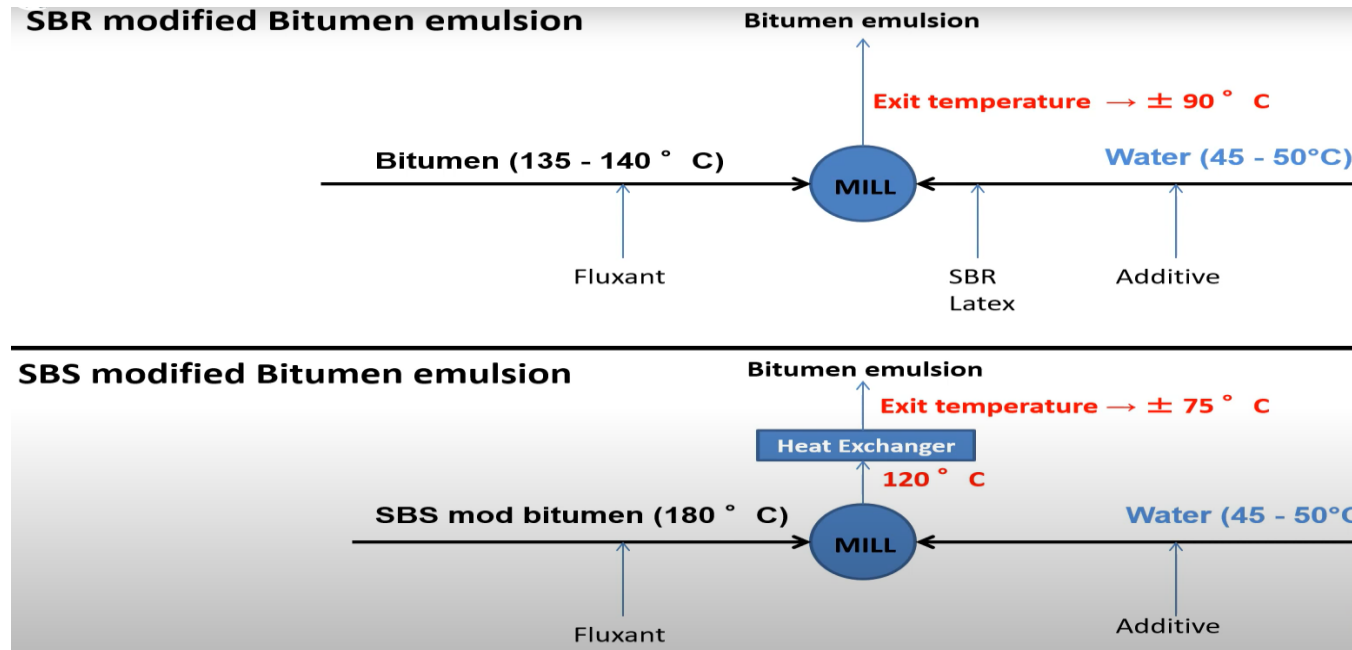 SBR modified Bitumen emulsion
Bitumen emulsion
Exit temperature → ± 90 ° C
Bitumen (135 - 140 ° C)
Water (45 - 50°C)
MILL
Fluxant
SBR
Latex
Additive
SBS modified Bitumen emulsion
Bitumen emulsion
Exit temperature → ± 75 ° C
Heat Exchanger
120 ° C
SBS mod bitumen (180 ° C)
Water (45 - 50°C
MILL
Fluxant
Additive